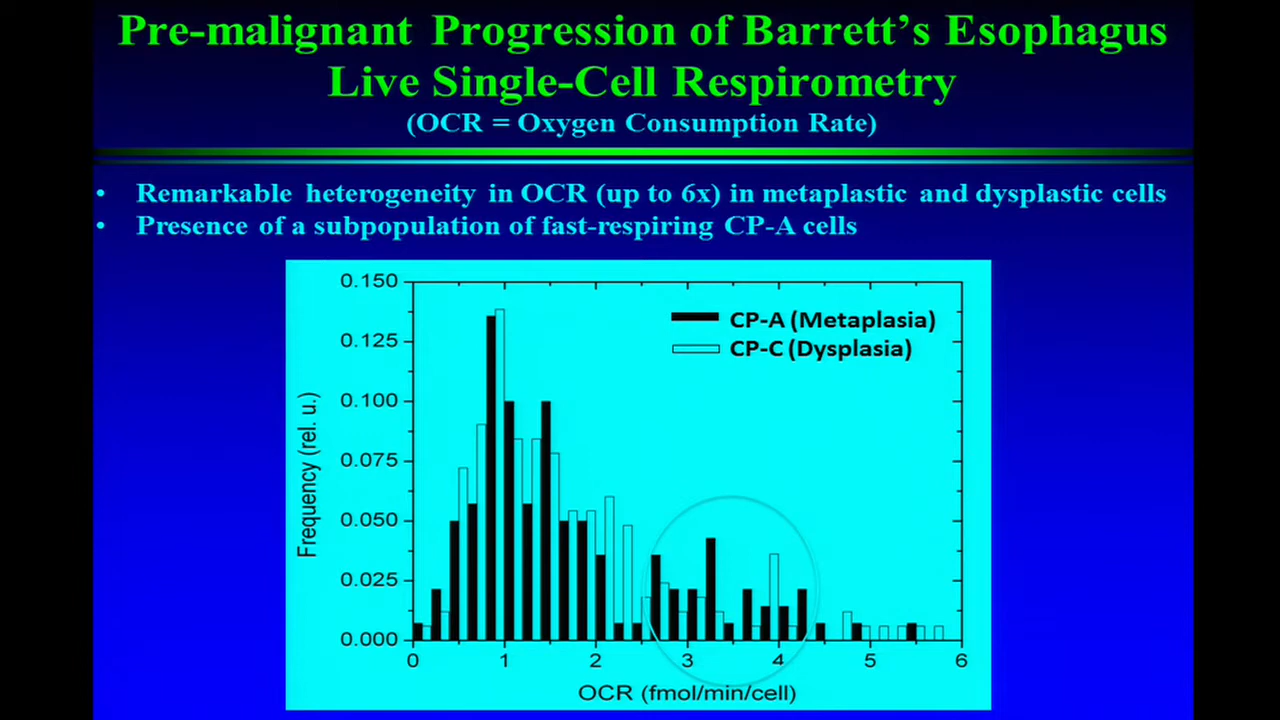 Pre-malignant Progression of Barrett's Esophagus
Live Single-Cell Respirometry
(OCR = Oxygen Consumption Rate)
• Remarkable heterogeneity in OCR (up to 6x) in metaplastic and dysplastic cells
• Presence of a subpopulation of fast-respiring CP-A cells
CP-A (Metaplasia)
CP-C (Dysplasia)
Frequency (rel. u.)
0.150
0.125
0.100
0.075
0.050
0.025
0.000
0 1 2 3 4 5 6
OCR (fmol/min/cell)